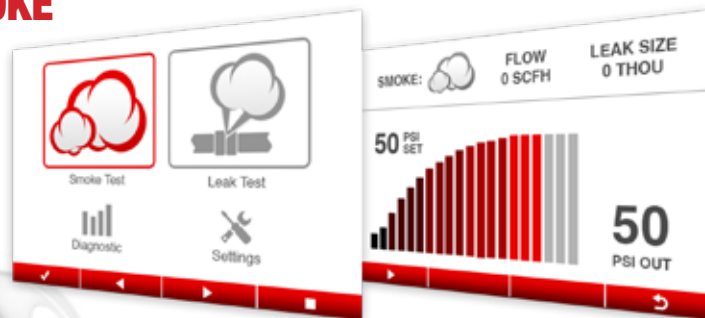 OKE
Smoke Test
Leak Test
Diagnostic
Settings
SMOKE:
FLOW
0 SCFH
LEAK SIZE
0 THOU
50 PSI
SET
50
PSI OUT